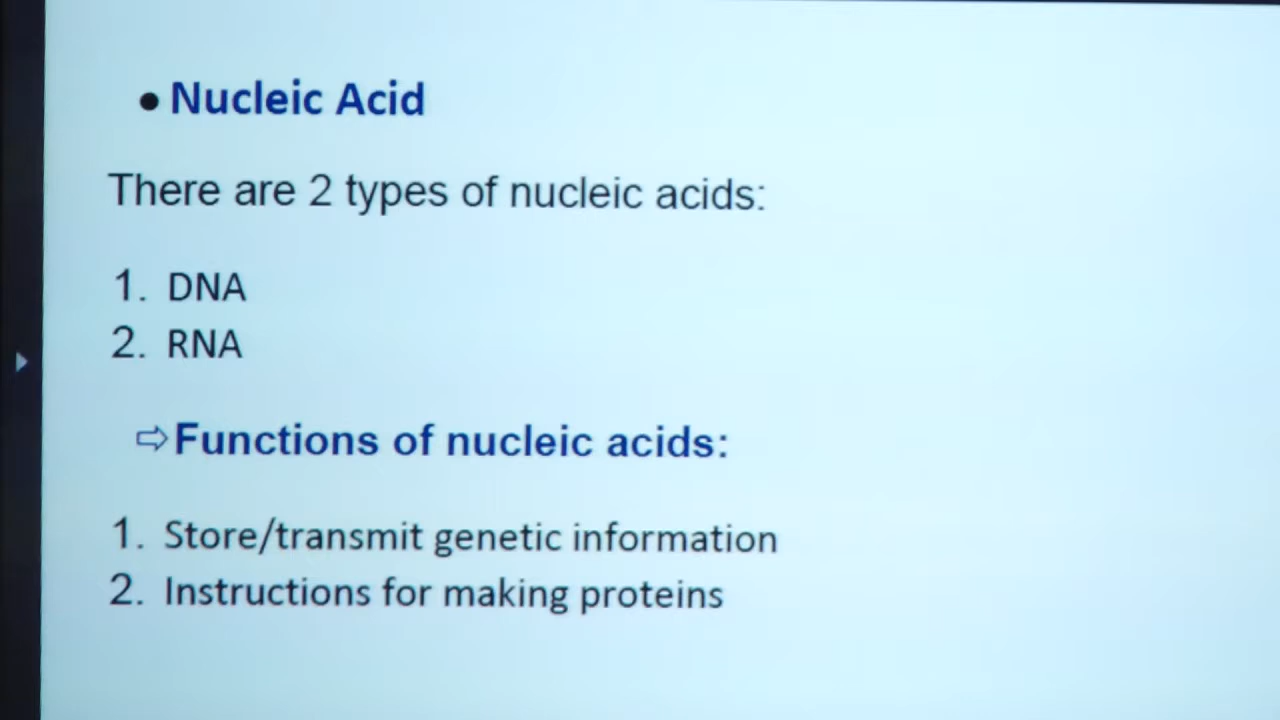 • Nucleic Acid
There are 2 types of nucleic acids:
1. DNA
2. RNA
⇨ Functions of nucleic acids:
1. Store/transmit genetic information
2. Instructions for making proteins